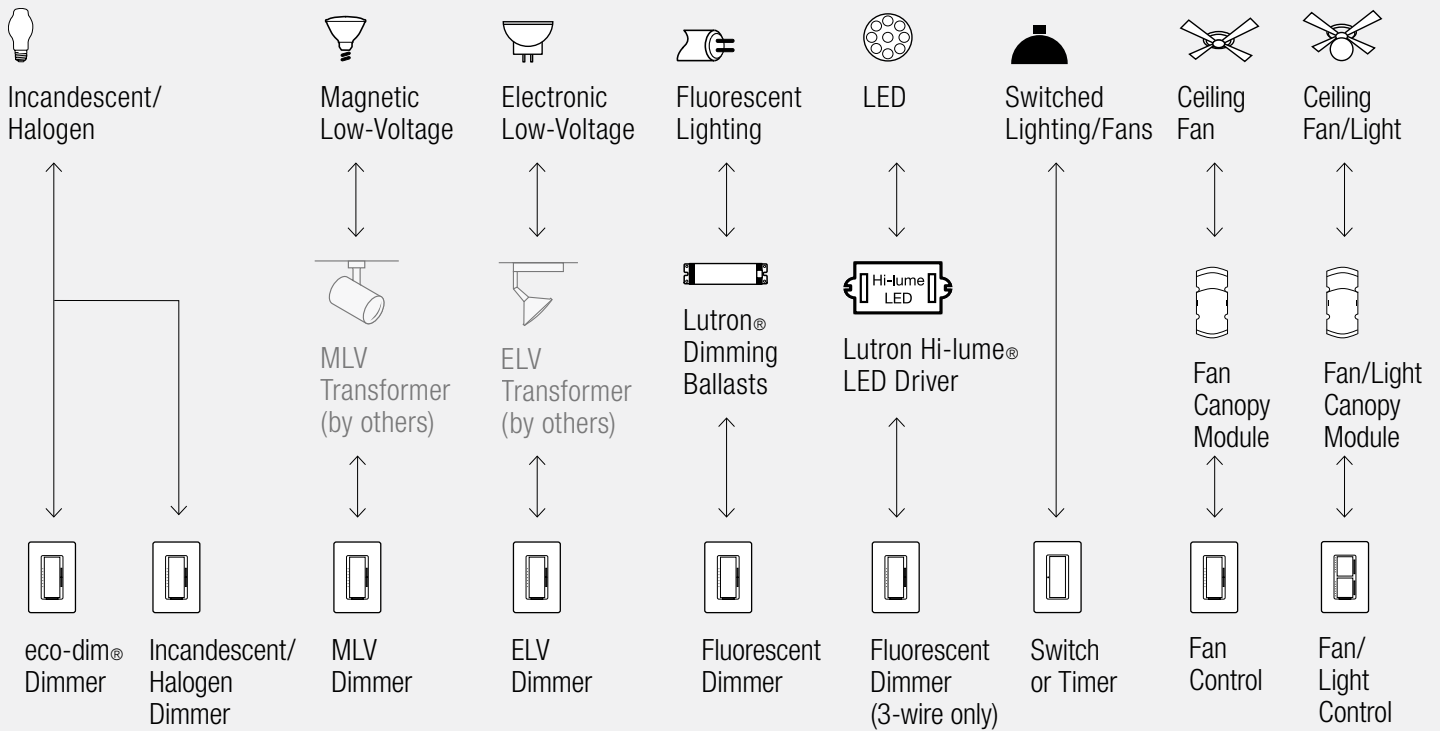 Incandescent/
Halogen
Magnetic
Low-Voltage
Electronic
Low-Voltage
Fluorescent
Lighting
LED
Switched
Lighting/Fans
Ceiling
Fan
Ceiling
Fan/Light
MLV
Transformer
(by others)
ELV
Transformer
(by others)
Lutron®
Dimming
Ballasts
Hi-lume
LED
Lutron Hi-lume®
LED Driver
Fan
Canopy
Module
Fan/Light
Canopy
Module
eco-dim®
Dimmer
Incandescent/
Halogen
Dimmer
MLV
Dimmer
ELV
Dimmer
Fluorescent
Dimmer
Fluorescent
Dimmer
(3-wire only)
Switch
or Timer
Fan
Control
Fan/
Light
Control